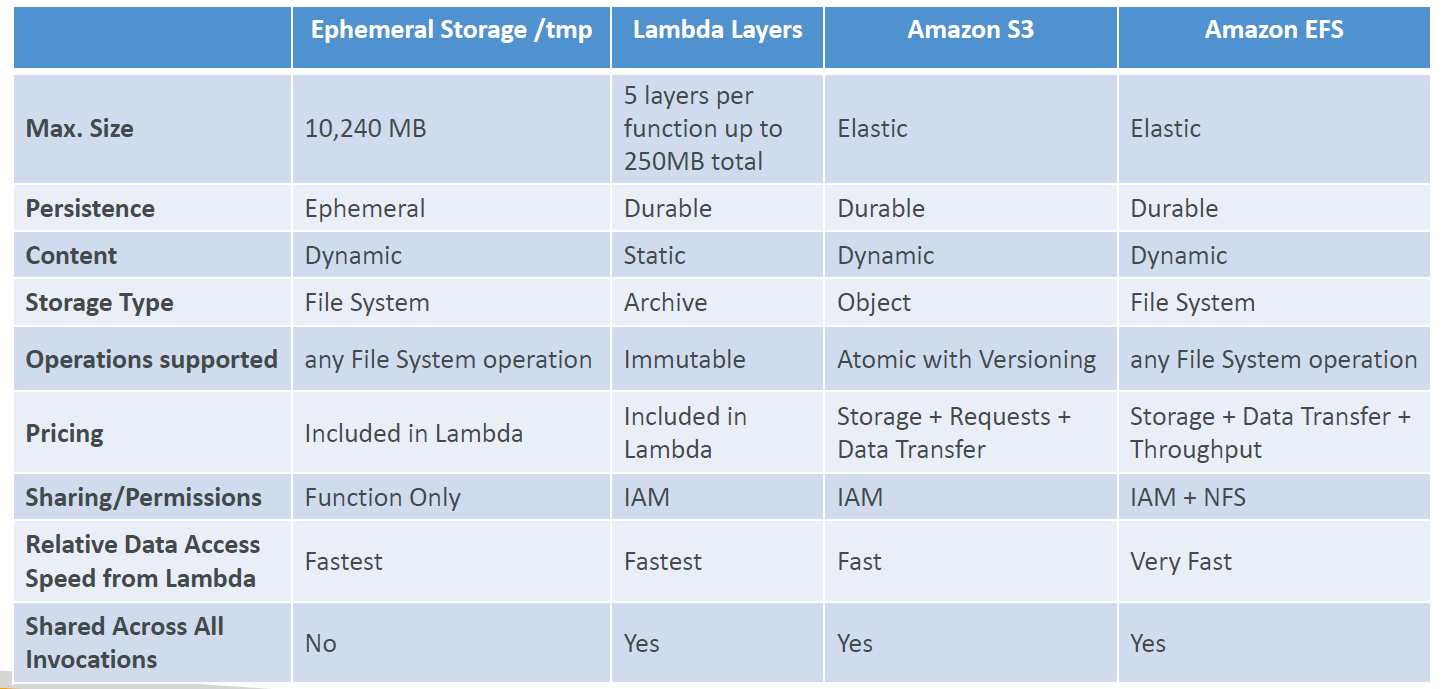 Ephemeral Storage /tmp Lambda Layers Amazon S3 Amazon EFS
Max. Size 10,240 MB 5 layers per function up to 250MB total Elastic Elastic
Persistence Ephemeral Durable Durable Durable
Content Dynamic Static Dynamic Dynamic
Storage Type File System Archive Object File System
Operations supported any File System operation Immutable Atomic with Versioning any File System operation
Pricing Included in Lambda Included in Lambda Storage + Requests + Data Transfer Storage + Data Transfer + Throughput
Sharing/Permissions Function Only IAM IAM IAM + NFS
Relative Data Access Speed from Lambda Fastest Fastest Fast Very Fast
Shared Across All Invocations No Yes Yes Yes